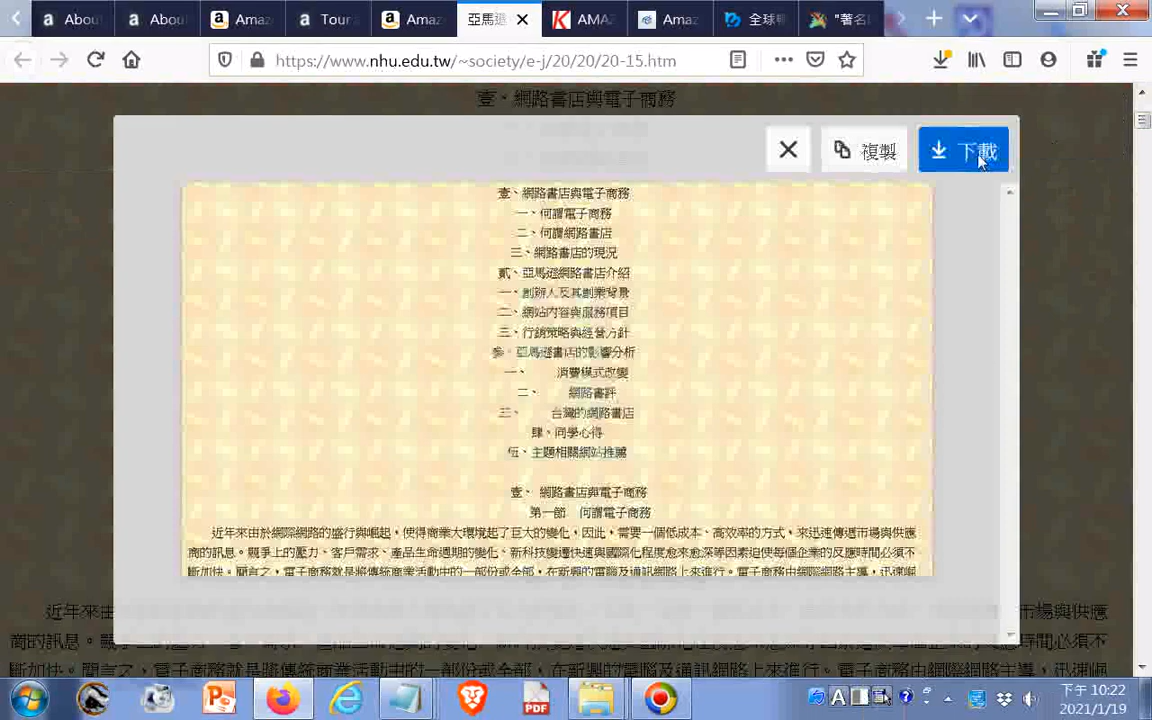 Abou
Abou
Amaz
Tour
Amaz
亞馬遜
AMAZ
Amaz
全球
"著名
https://www.nhu.edu.tw/~society/e-j/20/20/20-15.htm
壹、網路書店與電子商務
複製
下載
壹、網路書店與電子商務
一、何謂電子商務
二、何謂網路書店
三、網路書店的現況
貳、亞馬遜網路書店介紹
一、創辦人及其創業背景
二、網站內容與服務項目
三、行銷策略與經營方針
參、亞馬遜書店的影響分析
一、 消費模式改變
二、 網路書評
三、 台灣的網路書店
肆、同學心得
伍、主題相關網站推薦
壹、 網路書店與電子商務
第一節 何謂電子商務
近年來由於網際網路的盛行與崛起，使得商業大環境起了巨大的變化，因此，需要一個低成本、高效率的方式，來迅速傳遞市場與供應
商的訊息。競爭上的壓力、客戶需求、產品生命週期的變化、新科技變遷快速與國際化程度愈來愈深等因素迫使每個企業的反應時間必須不
斷加快。簡言之，電子商務就是將傳統商業活動中的一部份或全部，在新興的電腦及通訊網路上來進行。電子商務由網際網路主導，迅速
近年來由
市場與供應
商的訊息。
時間必須不
斷加快。簡言之，電子商務就是將傳統商業活動中的一部份或全部，在新興的電腦及通訊網路上來進行。電子商務由網際網路主導，迅速
PDF
A
下午 10:22
2021/1/19